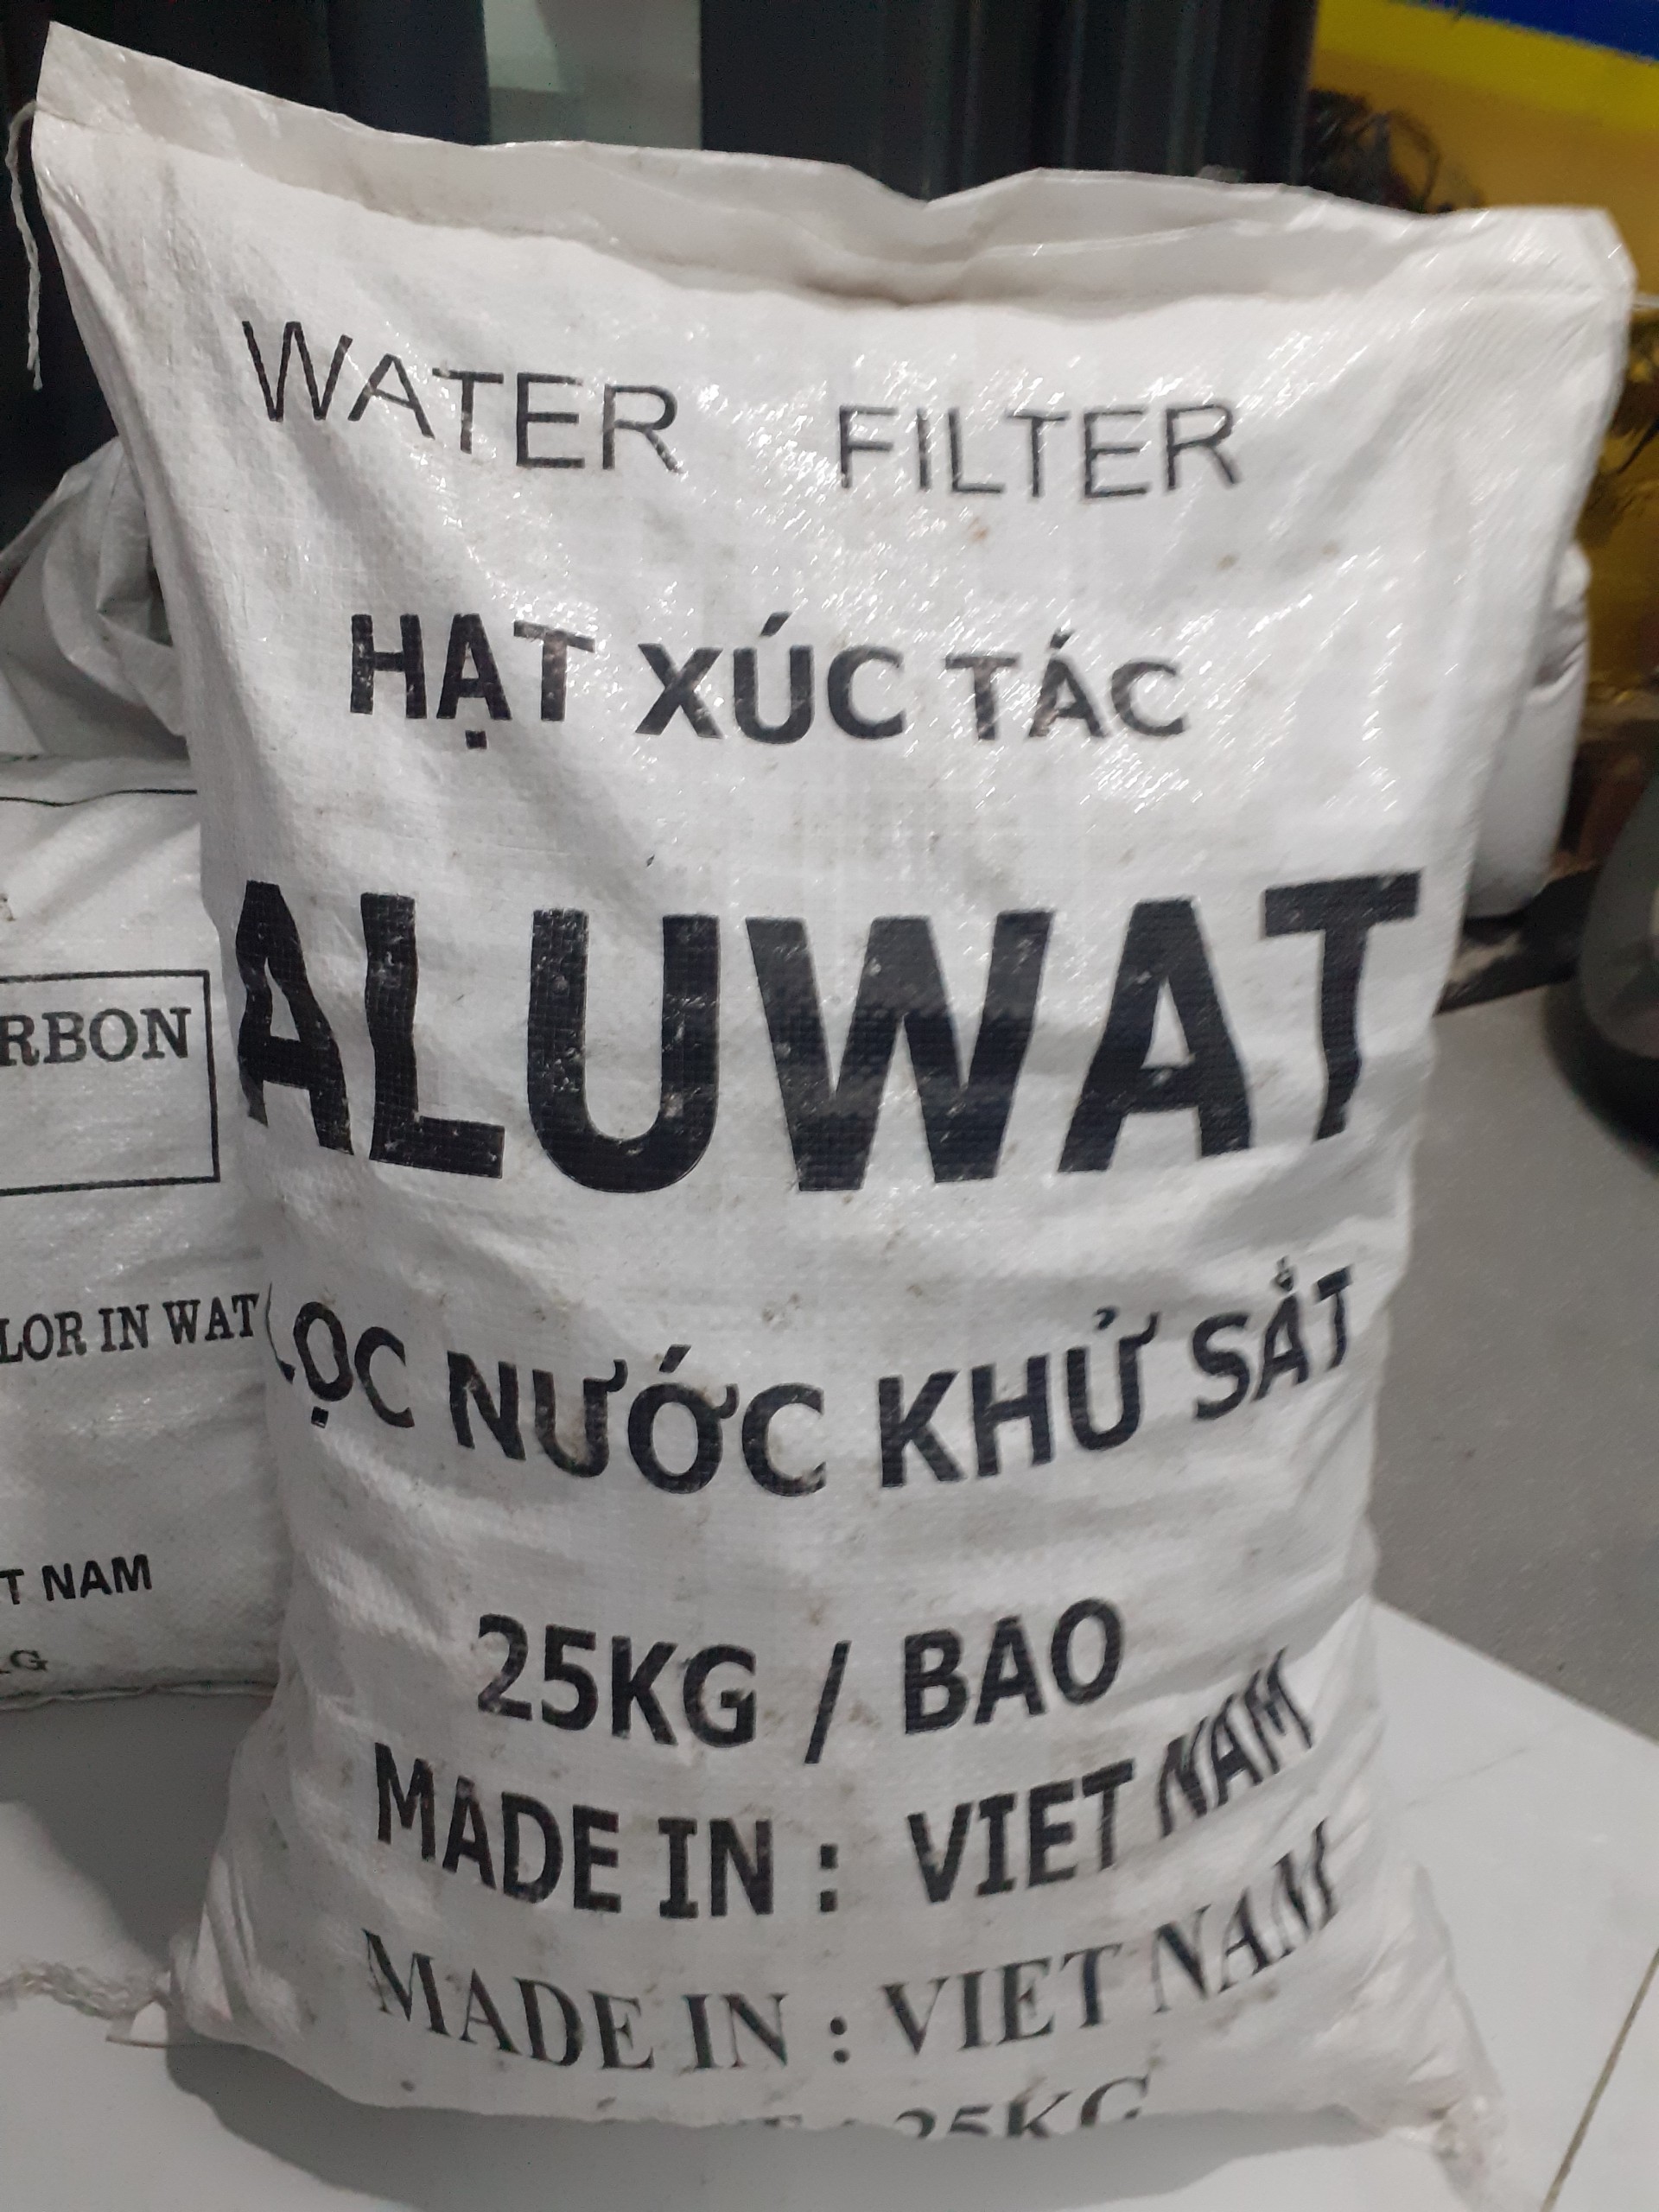 WATER FILTER
HẠT XÚC TÁC
ALUWAT
LỌC NƯỚC KHỬ SẮT
25KG / BAO
MADE IN : VIET NAM
MADE IN : VIET NAM
25KG
RBON
LOR IN WAT
T NAM